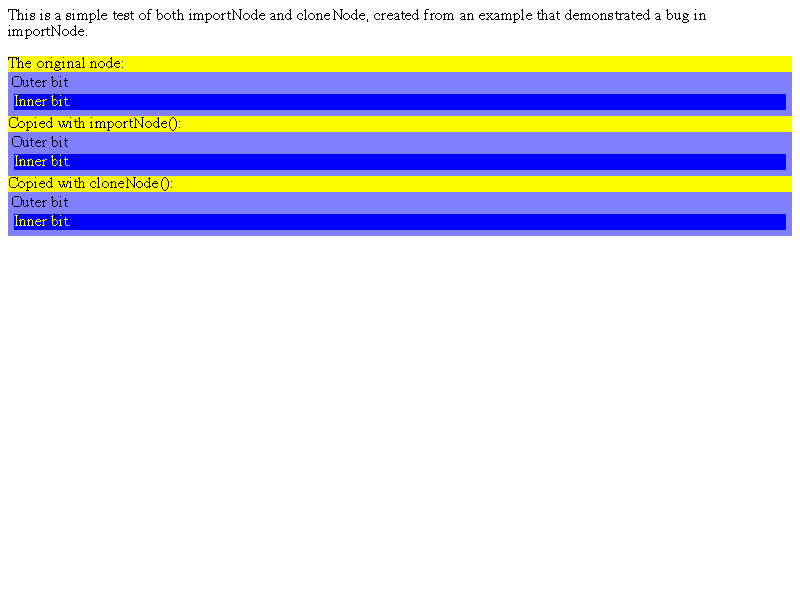 This is a simple test of both importNode and cloneNode, created from an example that demonstrated a bug in
importNode.
The original node:
Outer bit
Inner bit.
Copied with importNode():
Outer bit
Inner bit.
Copied with cloneNode():
Outer bit
Inner bit.